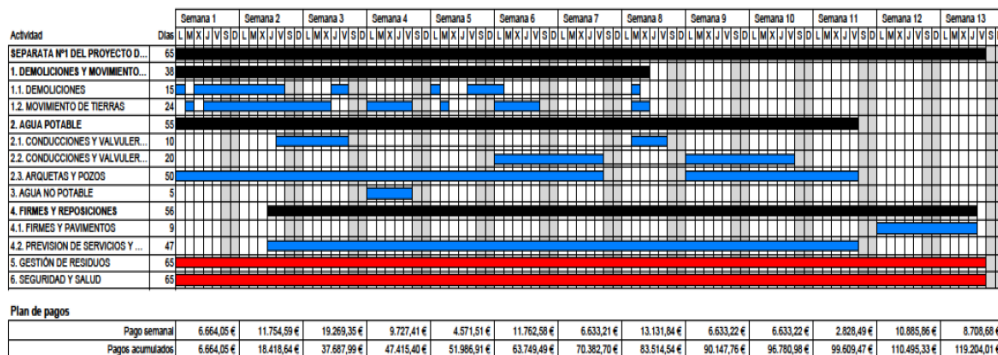 Semana 1 Semana 2 Semana 3 Semana 4 Semana 5 Semana 6 Semana 7 Semana 8 Semana 9 Semana 10 Semana 11 Semana 12 Semana 13
Actividad Días L M X J V S D L M X J V S D L M X J V S D L M X J V S D L M X J V S D L M X J V S D L M X J V S D L M X J V S D L M X J V S D L M X J V S D L M X J V S D L M X J V S D L M X J V S D
SEPARATA Nº1 DEL PROYECTO D... 65
1. DEMOLICIONES Y MOVIMIENTO... 38
1.1. DEMOLICIONES 15
1.2. MOVIMIENTO DE TIERRAS 24
2. AGUA POTABLE 55
2.1. CONDUCCIONES Y VALVULER... 10
2.2. CONDUCCIONES Y VALVULER... 20
2.3. ARQUETAS Y POZOS 50
3. AGUA NO POTABLE 5
4. FIRMES Y REPOSICIONES 56
4.1. FIRMES Y PAVIMENTOS 9
4.2. PREVISION DE SERVICIOS Y ... 47
5. GESTIÓN DE RESIDUOS 65
6. SEGURIDAD Y SALUD 65
Plan de pagos
Pago semanal 6.664,05 € 11.754,59 € 19.269,35 € 9.727,41 € 4.571,51 € 11.762,58 € 6.633,21 € 13.131,84 € 6.633,22 € 6.633,22 € 2.828,49 € 10.885,86 € 8.708,68 €
Pagos acumulados 6.664,05 € 18.418,64 € 37.687,99 € 47.415,40 € 51.986,91 € 63.749,49 € 70.382,70 € 83.514,54 € 90.147,76 € 96.780,98 € 99.609,47 € 110.495,33 € 119.204,01 €